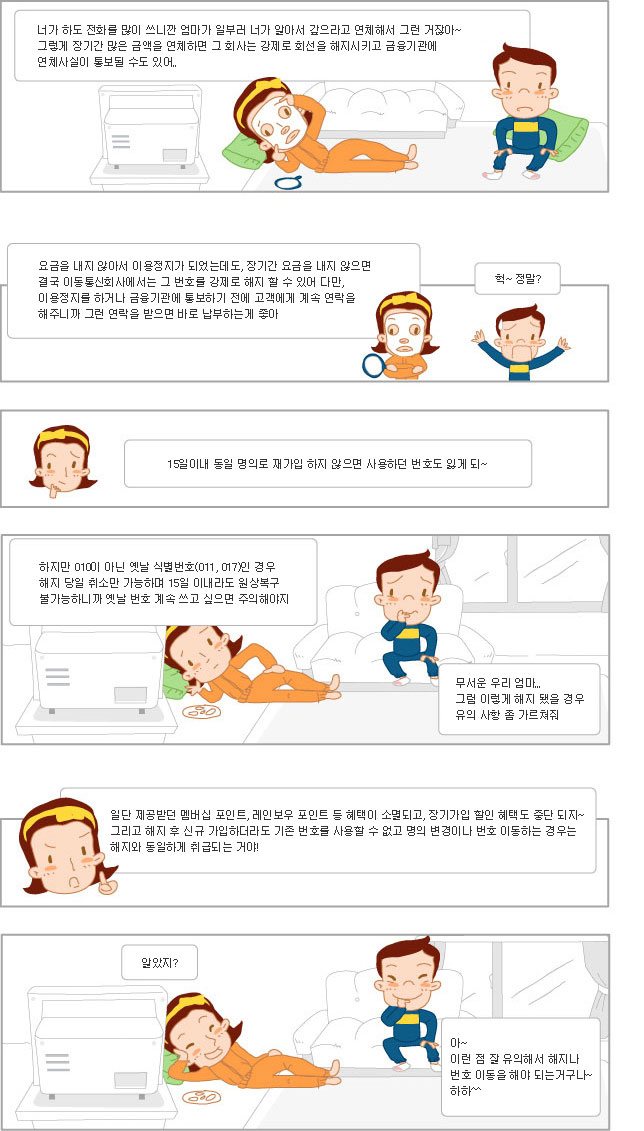 너가 하도 전화를 많이 쓰니깐 엄마가 일부러 너가 알아서 갚으라고 연체해서 그런 거잖아~
그렇게 장기간 많은 금액을 연체하면 그 회사는 강제로 회선을 해지시키고 금융기관에
연체사실이 통보될 수도 있어..
요금을 내지 않아서 이용정지가 되었는데도, 장기간 요금을 내지 않으면
결국 이동통신회사에서는 그 번호를 강제로 해지 할 수 있어 다만,
이용정지를 하거나 금융기관에 통보하기 전에 고객에게 계속 연락을
해주니까 그런 연락을 받으면 바로 납부하는게 좋아
헉~ 정말?
15일이내 동일 명의로 재가입 하지 않으면 사용하던 번호도 잃게 되~
하지만 010이 아닌 옛날 식별번호(011, 017)인 경우
해지 당일 취소만 가능하며 15일 이내라도 원상복구
불가능하니까 옛날 번호 계속 쓰고 싶으면 주의해야지
무서운 우리 엄마...
그럼 이렇게 해지 됐을 경우
유의 사항 좀 가르쳐줘
일단 제공받던 멤버십 포인트, 레인보우 포인트 등 혜택이 소멸되고, 장기가입 할인 혜택도 중단 되지~
그리고 해지 후 신규 가입하더라도 기존 번호를 사용할 수 없고 명의 변경이나 번호 이동하는 경우는
해지와 동일하게 취급되는 거야!
알았지?
아~
이런 점 잘 유의해서 해지나
번호 이동을 해야 되는거구나~
하하^^